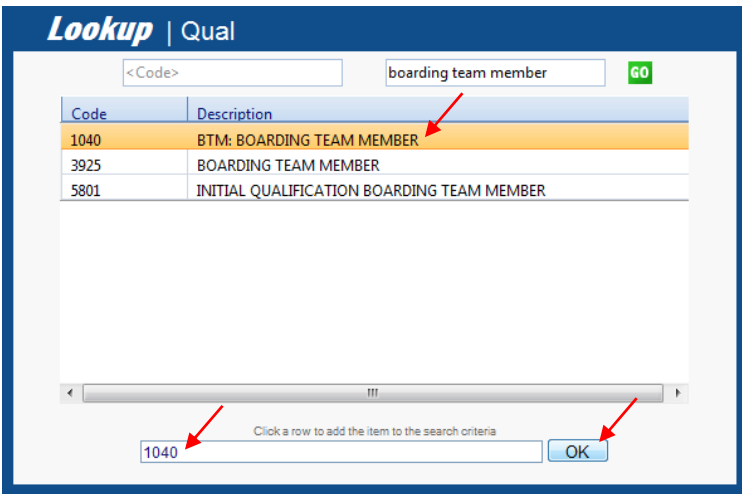 Lookup | Qual
<Code> boarding team member GO
Code Description
1040 BTM: BOARDING TEAM MEMBER
3925 BOARDING TEAM MEMBER
5801 INITIAL QUALIFICATION BOARDING TEAM MEMBER
Click a row to add the item to the search criteria
1040 OK